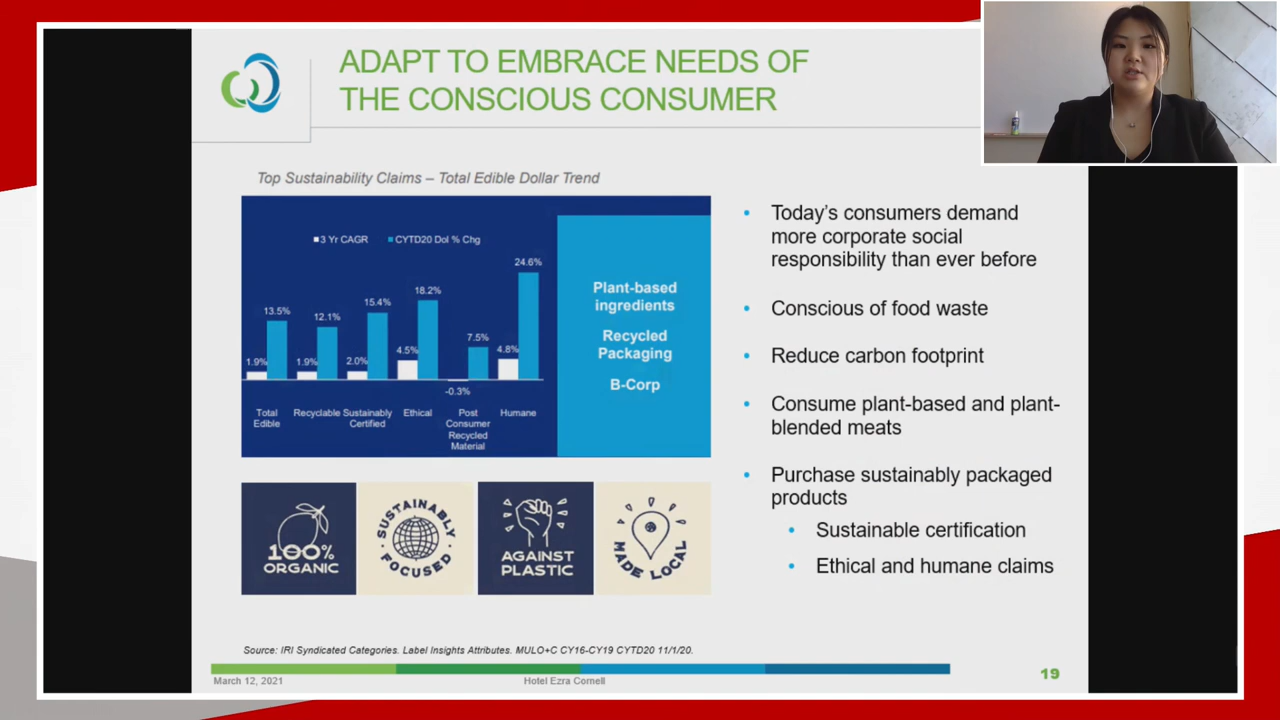 ADAPT TO EMBRACE NEEDS OF
THE CONSCIOUS CONSUMER
Top Sustainability Claims – Total Edible Dollar Trend
3 Yr CAGR
CYTD20 Dol % Chg
1.9%
13.5%
1.9%
12.1%
2.0%
15.4%
4.5%
18.2%
-0.3%
7.5%
4.8%
24.6%
Total
Edible
Recyclable
Sustainably
Certified
Ethical
Post
Consumer
Recycled
Material
Humane
Plant-based
ingredients
Recycled
Packaging
B-Corp
100%
ORGANIC
SUSTAINABLY
FOCUSED
AGAINST
PLASTIC
MADE LOCAL
• Today's consumers demand
more corporate social
responsibility than ever before
• Conscious of food waste
• Reduce carbon footprint
• Consume plant-based and plant-
blended meats
• Purchase sustainably packaged
products
• Sustainable certification
• Ethical and humane claims
Source: IRI Syndicated Categories. Label Insights Attributes. MULO+C CY16-CY19 CYTD20 11/1/20.
March 12, 2021
Hotel Ezra Cornell
19